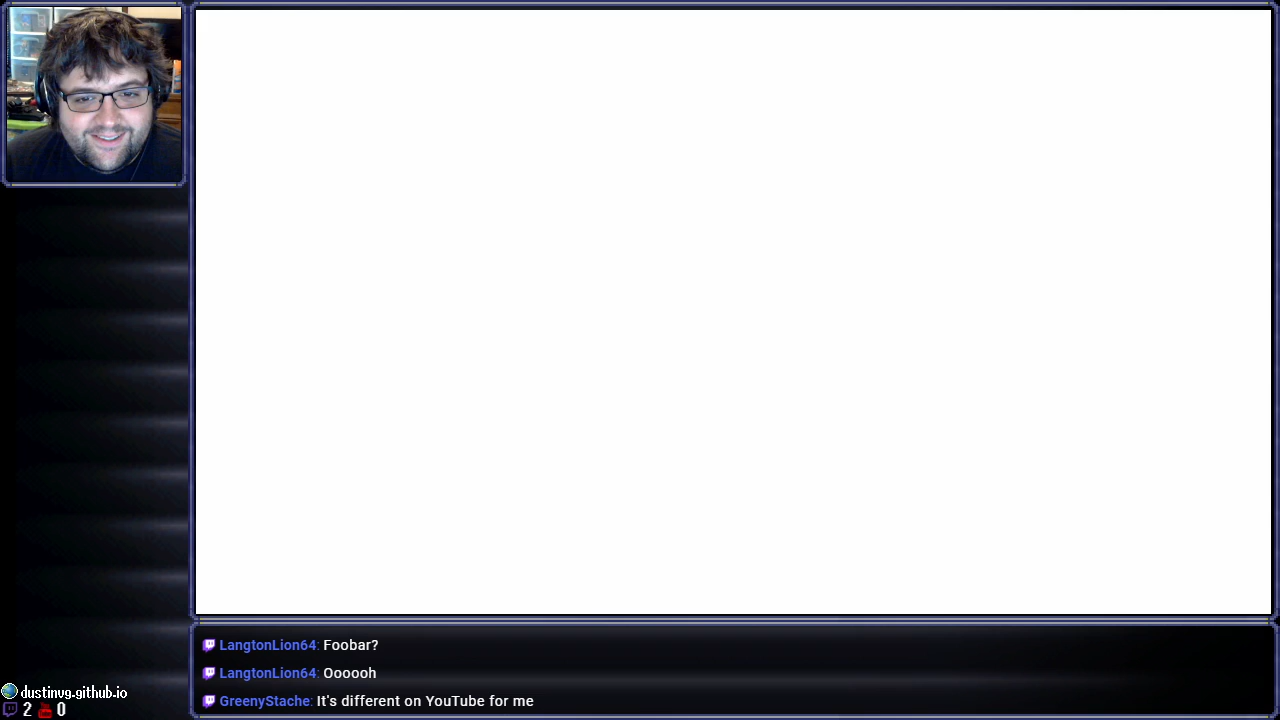 LangtonLion64: Foobar?
LangtonLion64: Oooooh
GreenyStache: It's different on YouTube for me
dustinvg.github.io
2 0